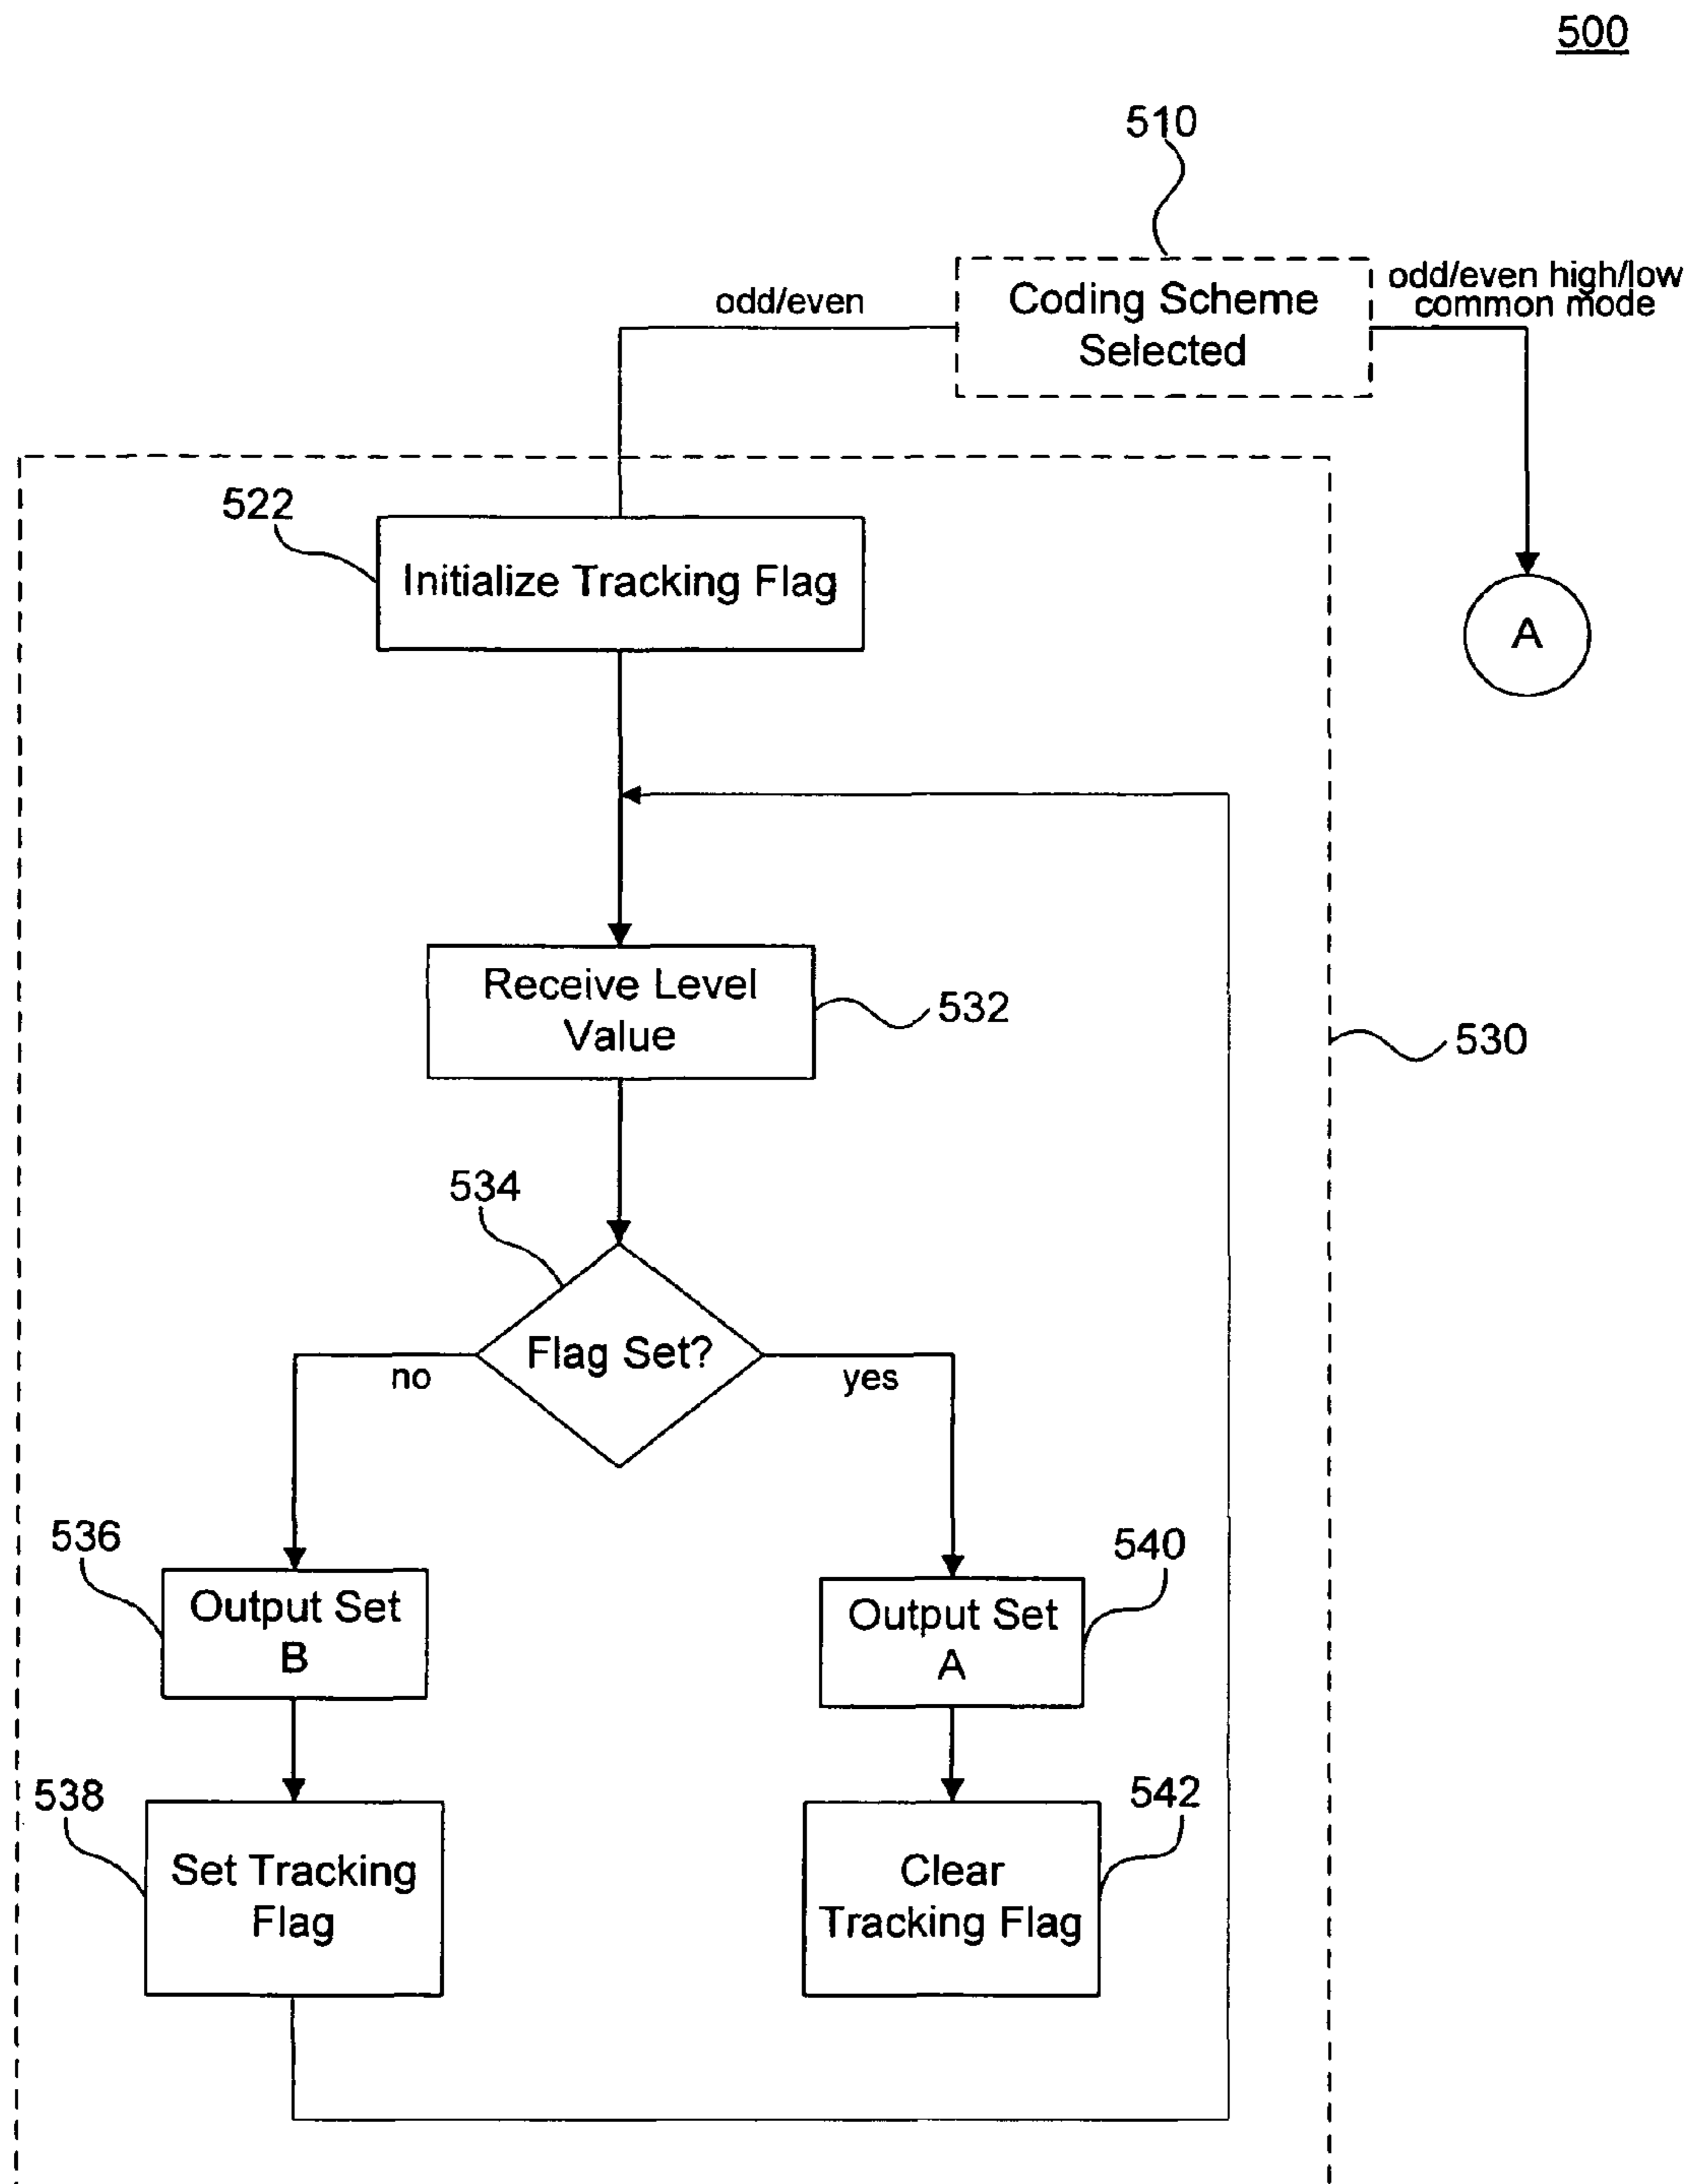 500
510
odd/even
Coding Scheme
Selected
odd/even high/low
common mode
522
Initialize Tracking Flag
A
Receive Level
Value
532
530
534
Flag Set?
no
yes
536
Output Set
B
540
Output Set
A
538
Set Tracking
Flag
542
Clear
Tracking Flag